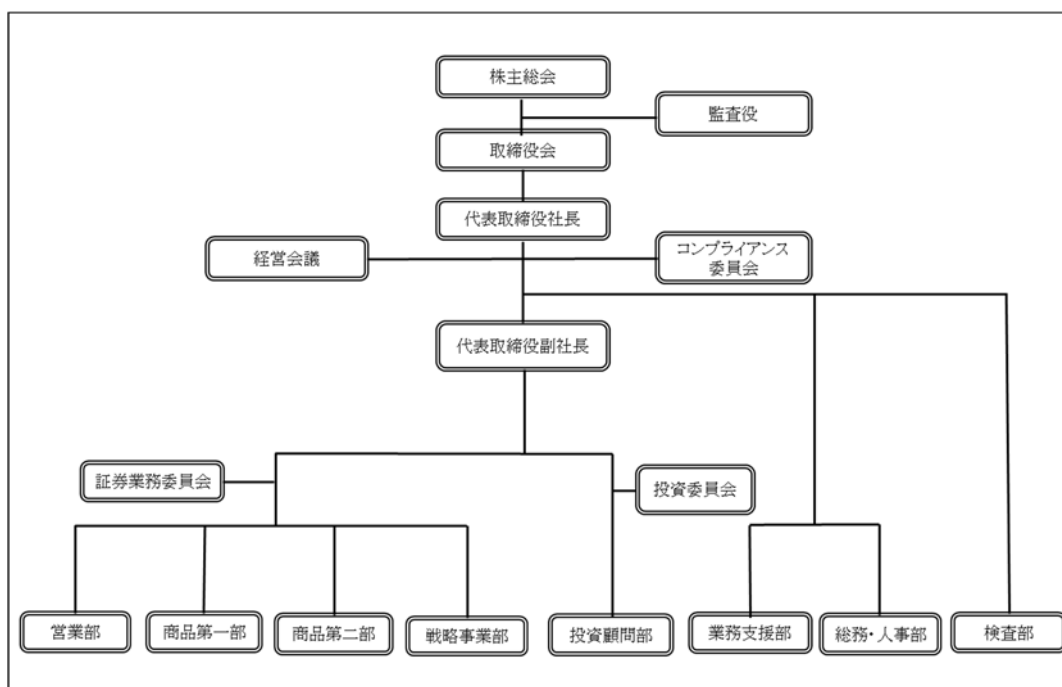 株主総会
監査役
取締役会
代表取締役社長
経営会議
コンプライアンス
委員会
代表取締役副社長
証券業務委員会
投資委員会
営業部
商品第一部
商品第二部
戦略事業部
投資顧問部
業務支援部
総務・人事部
検査部